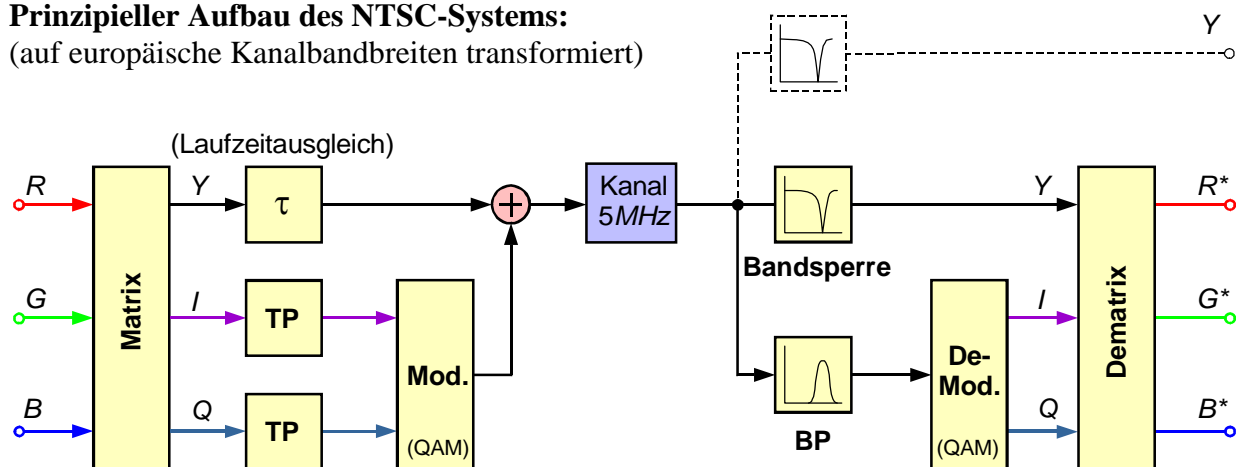 Prinzipieller Aufbau des NTSC-Systems:
(auf europäische Kanalbandbreiten transformiert)
Y
(Laufzeitausgleich)
R
Y
τ
Kanal
5MHz
Y
R*
Bandsperre
G
Matrix
I
TP
Mod.
(QAM)
De-
Mod.
(QAM)
I
Dematrix
G*
B
Q
TP
BP
Q
B*